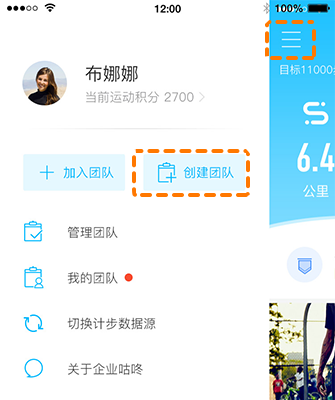 12:00
100%
布娜娜
当前运动积分 2700
目标11000
6.4
公里
加入团队
创建团队
管理团队
我的团队
切换计步数据源
关于企业咕咚